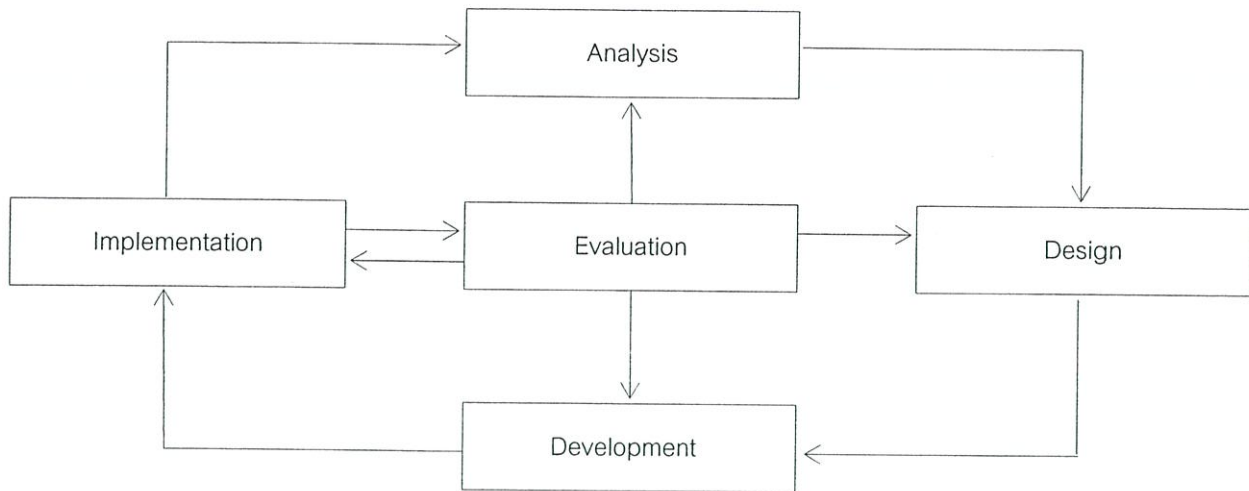 Analysis
Implementation
Evaluation
Design
Development